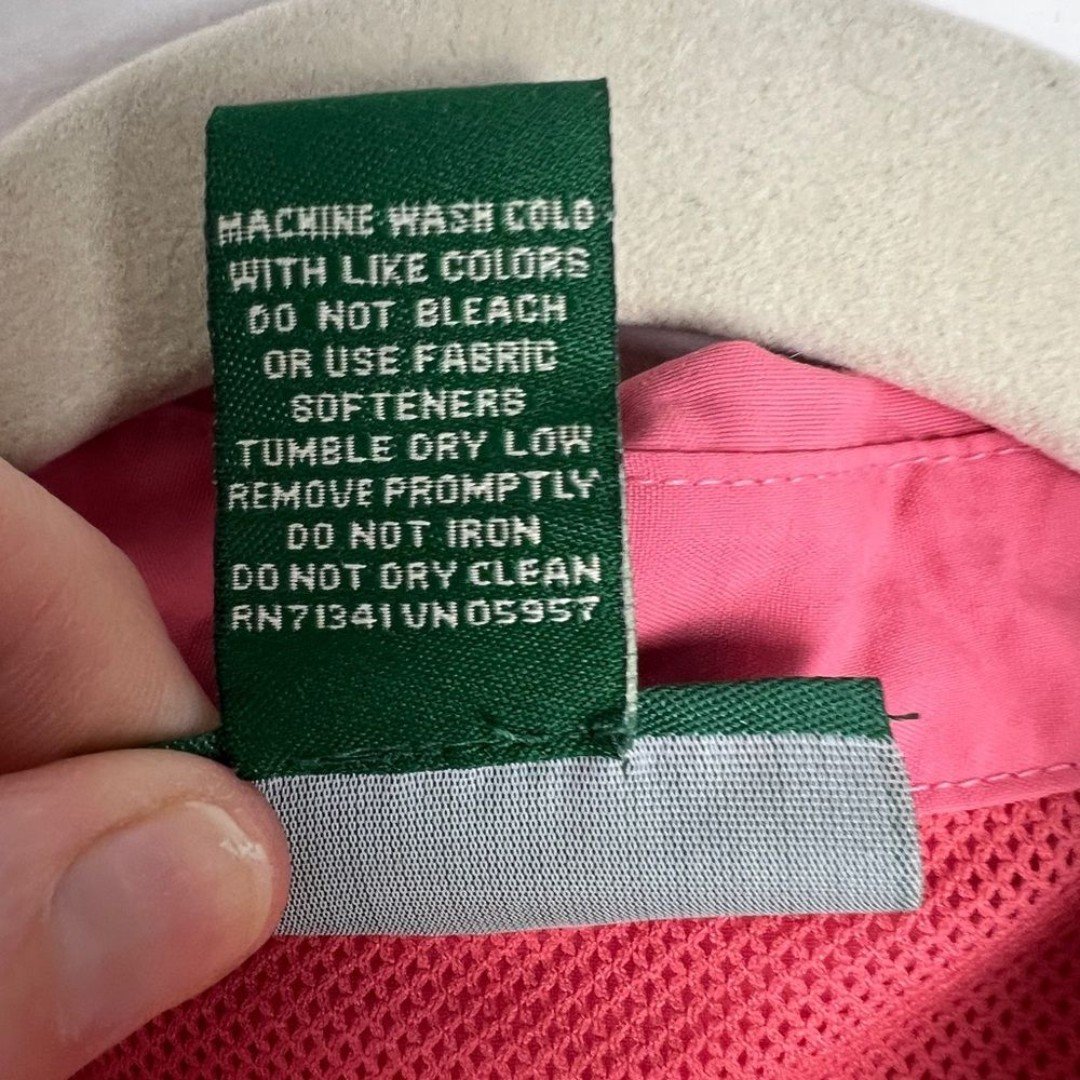 MACHINE WASH COLD
WITH LIKE COLORS
DO NOT BLEACH
OR USE FABRIC
SOFTENERS
TUMBLE DRY LOW
REMOVE PROMPTLY
DO NOT IRON
DO NOT DRY CLEAN
RN71341VN05957